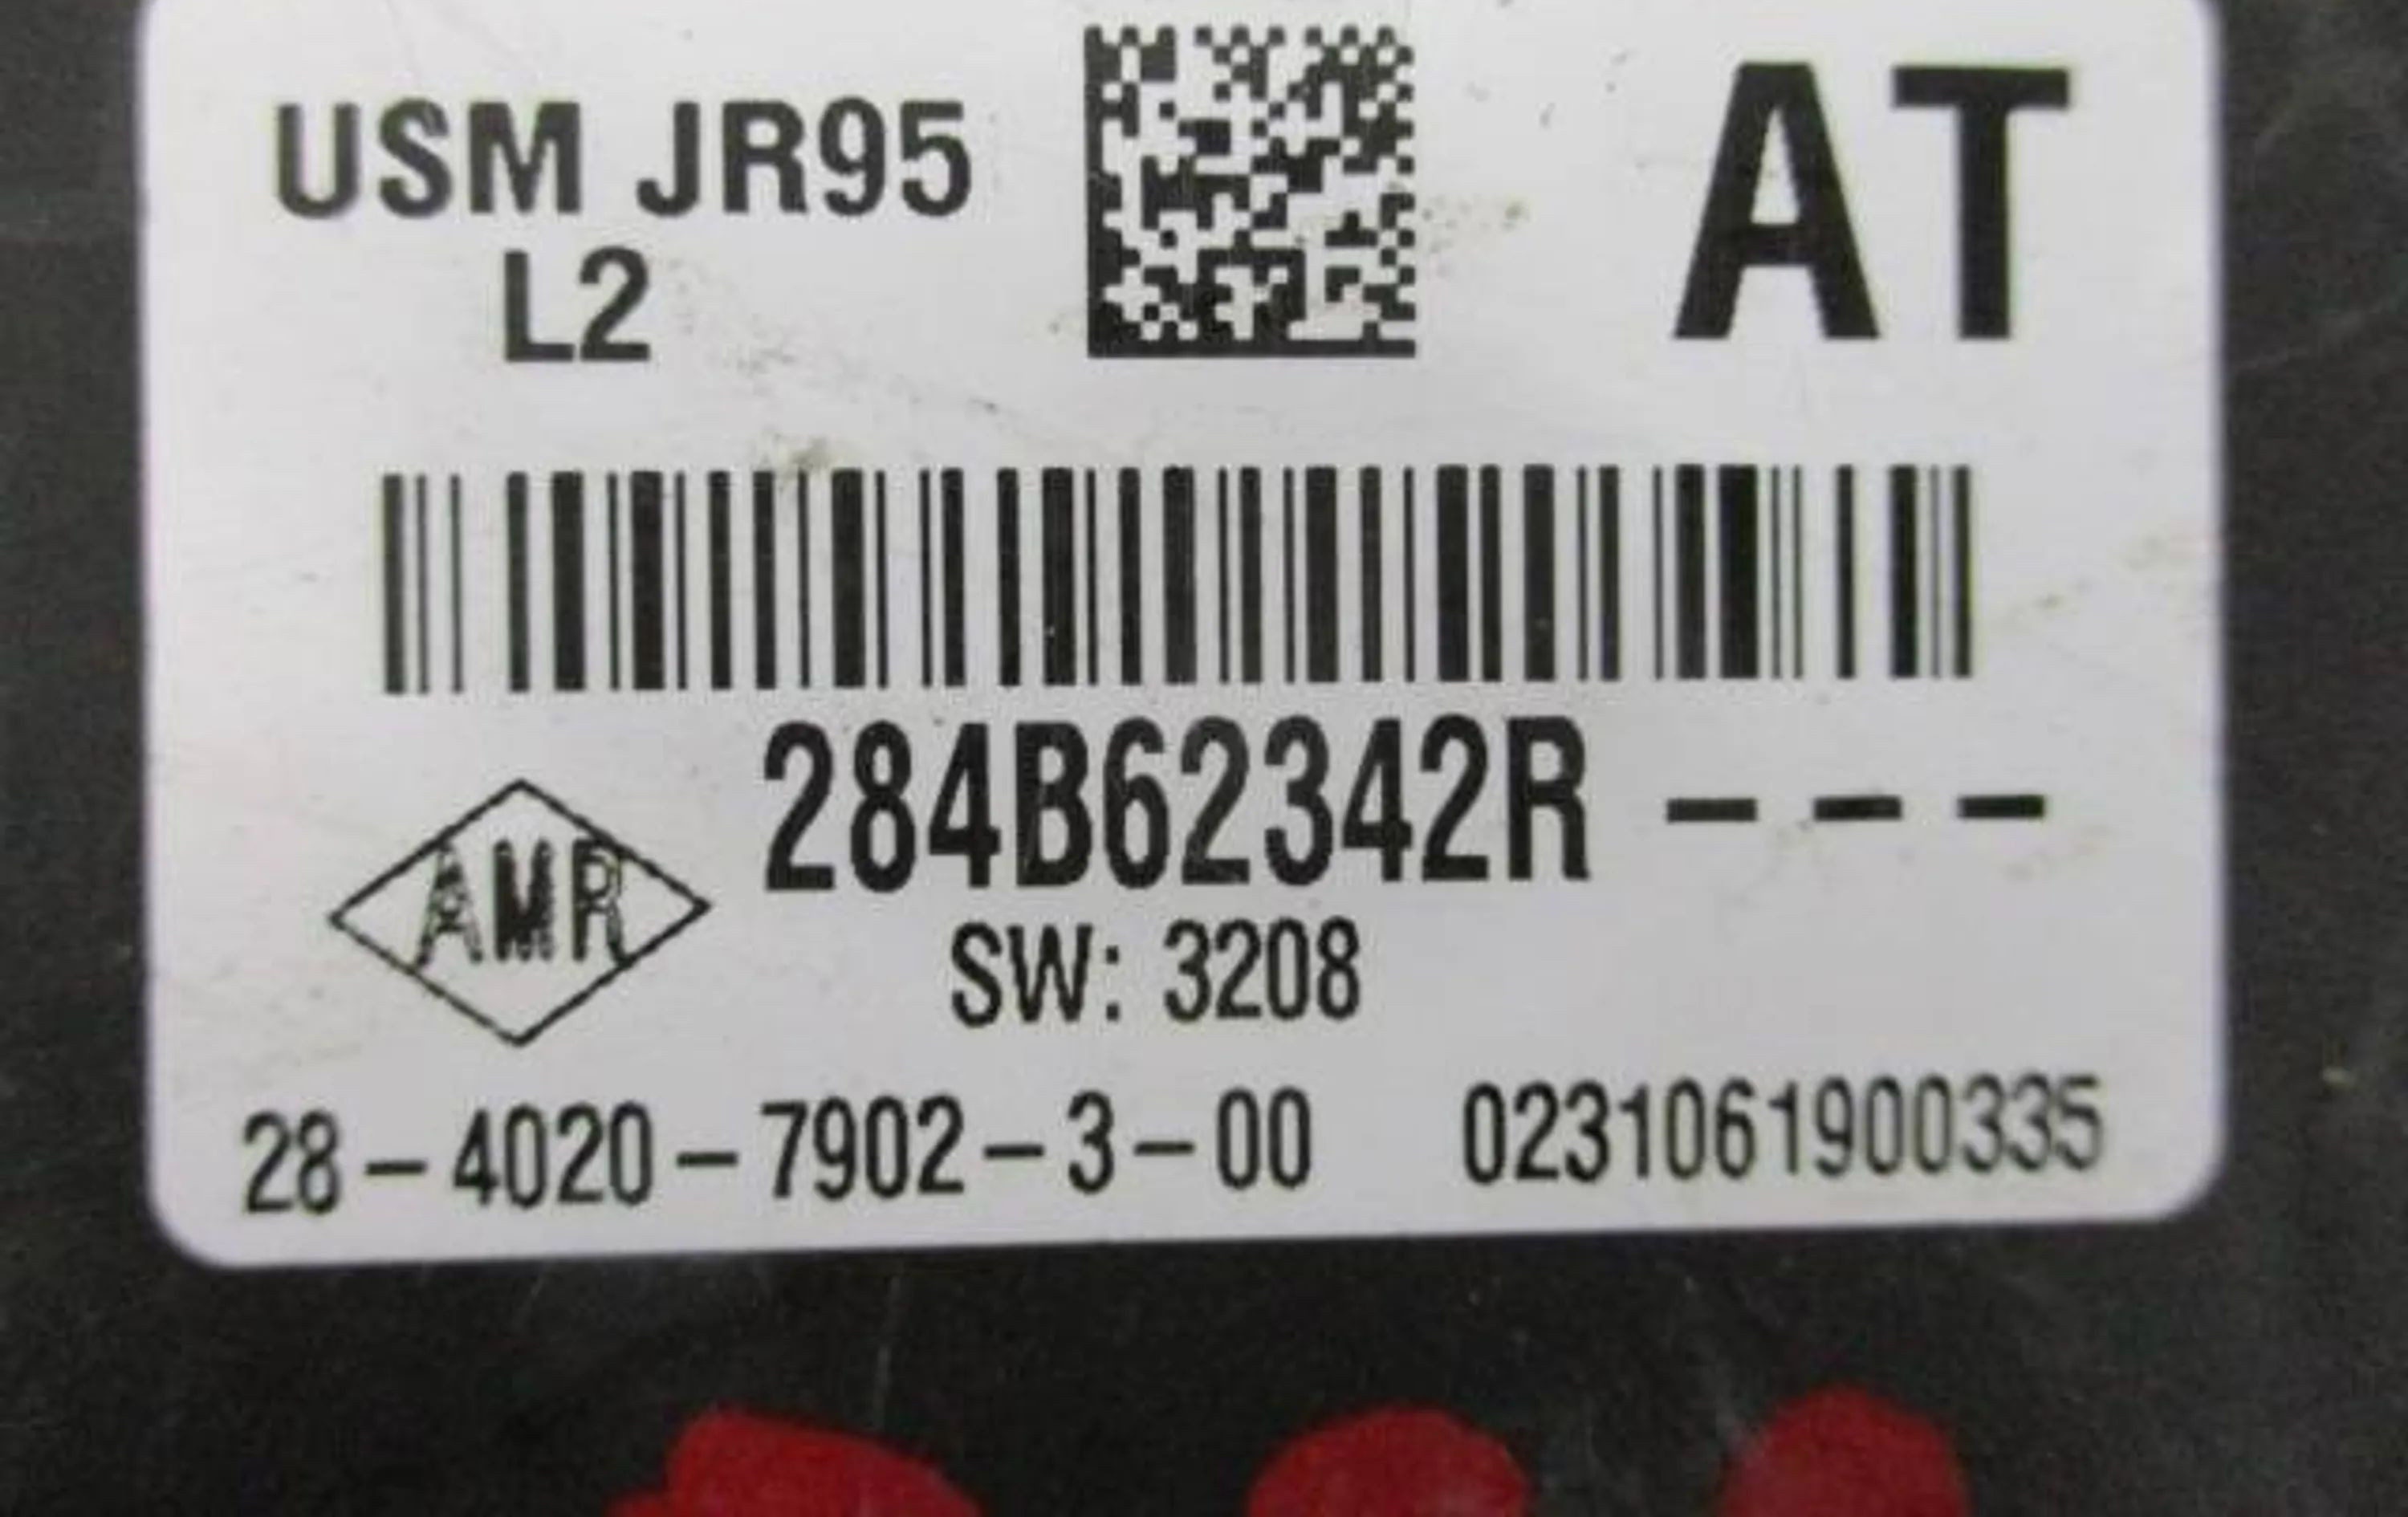 USM JR95
L2
AT
284B62342R - - -
AMR
SW: 3208
28-4020-7902-3-00 0231061900335